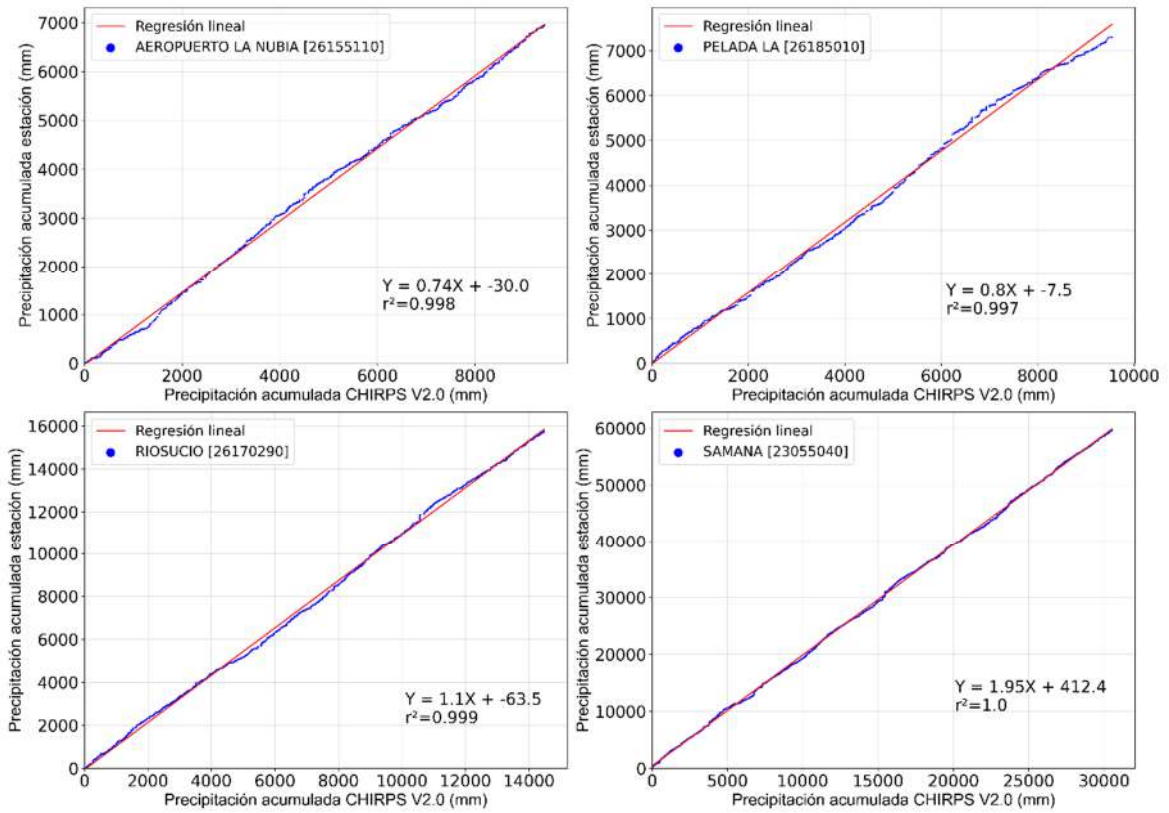 Regresión lineal
AEROPUERTO LA NUBIA [26155110]
Precipitación acumulada estación (mm)
7000
6000
5000
4000
3000
2000
1000
0
Y = 0.74X + -30.0
r²=0.998
0 2000 4000 6000 8000
Precipitación acumulada CHIRPS V2.0 (mm)
Regresión lineal
PELADA LA [26185010]
Precipitación acumulada estación (mm)
7000
6000
5000
4000
3000
2000
1000
0
Y = 0.8X + -7.5
r²=0.997
0 2000 4000 6000 8000 10000
Precipitación acumulada CHIRPS V2.0 (mm)
Regresión lineal
RIOSUCIO [26170290]
Precipitación acumulada estación (mm)
16000
14000
12000
10000
8000
6000
4000
2000
0
Y = 1.1X + -63.5
r²=0.999
0 2000 4000 6000 8000 10000 12000 14000
Precipitación acumulada CHIRPS V2.0 (mm)
Regresión lineal
SAMANA [23055040]
Precipitación acumulada estación (mm)
60000
50000
40000
30000
20000
10000
0
Y = 1.95X + 412.4
r²=1.0
0 5000 10000 15000 20000 25000 30000
Precipitación acumulada CHIRPS V2.0 (mm)